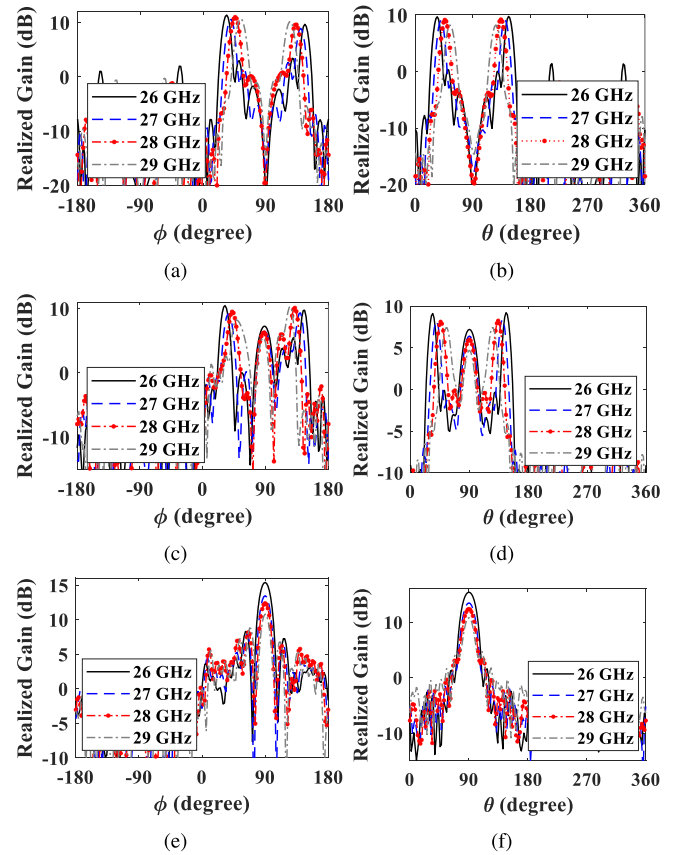 Realized Gain (dB)
10
0
-10
-20
26 GHz
27 GHz
28 GHz
29 GHz
-180
-90
0
90
180
ϕ (degree)
(a)
Realized Gain (dB)
10
0
-10
-20
26 GHz
27 GHz
28 GHz
29 GHz
0
90
180
270
360
θ (degree)
(b)
Realized Gain (dB)
10
0
-10
26 GHz
27 GHz
28 GHz
29 GHz
-180
-90
0
90
180
ϕ (degree)
(c)
Realized Gain (dB)
10
5
0
-5
-10
26 GHz
27 GHz
28 GHz
29 GHz
0
90
180
270
360
θ (degree)
(d)
Realized Gain (dB)
15
10
5
0
-5
-10
26 GHz
27 GHz
28 GHz
29 GHz
-180
-90
0
90
180
ϕ (degree)
(e)
Realized Gain (dB)
10
0
-10
26 GHz
27 GHz
28 GHz
29 GHz
0
90
180
270
360
θ (degree)
(f)